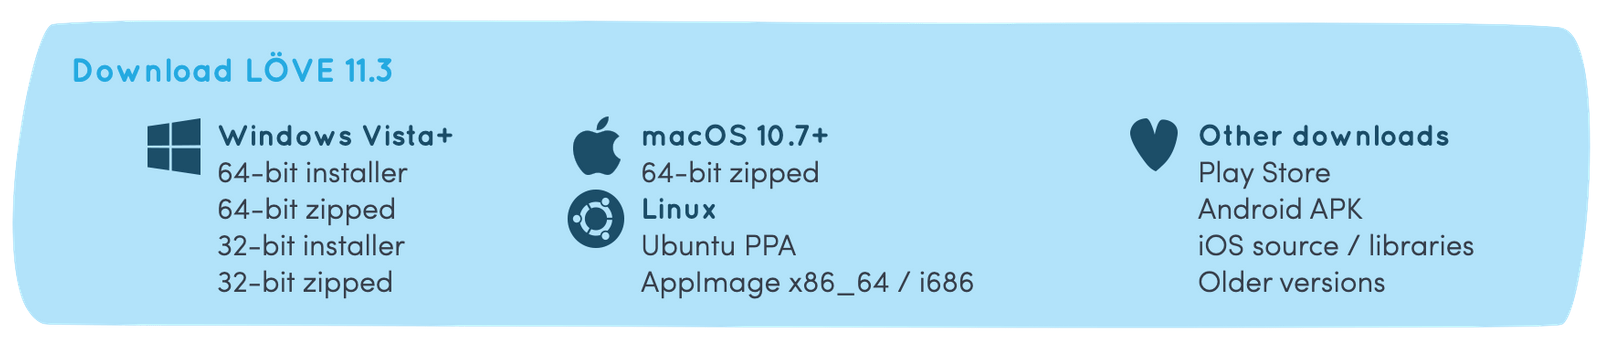 Download LÖVE 11.3
Windows Vista+
64-bit installer
64-bit zipped
32-bit installer
32-bit zipped
macOS 10.7+
64-bit zipped
Linux
Ubuntu PPA
AppImage x86_64 / i686
Other downloads
Play Store
Android APK
iOS source / libraries
Older versions